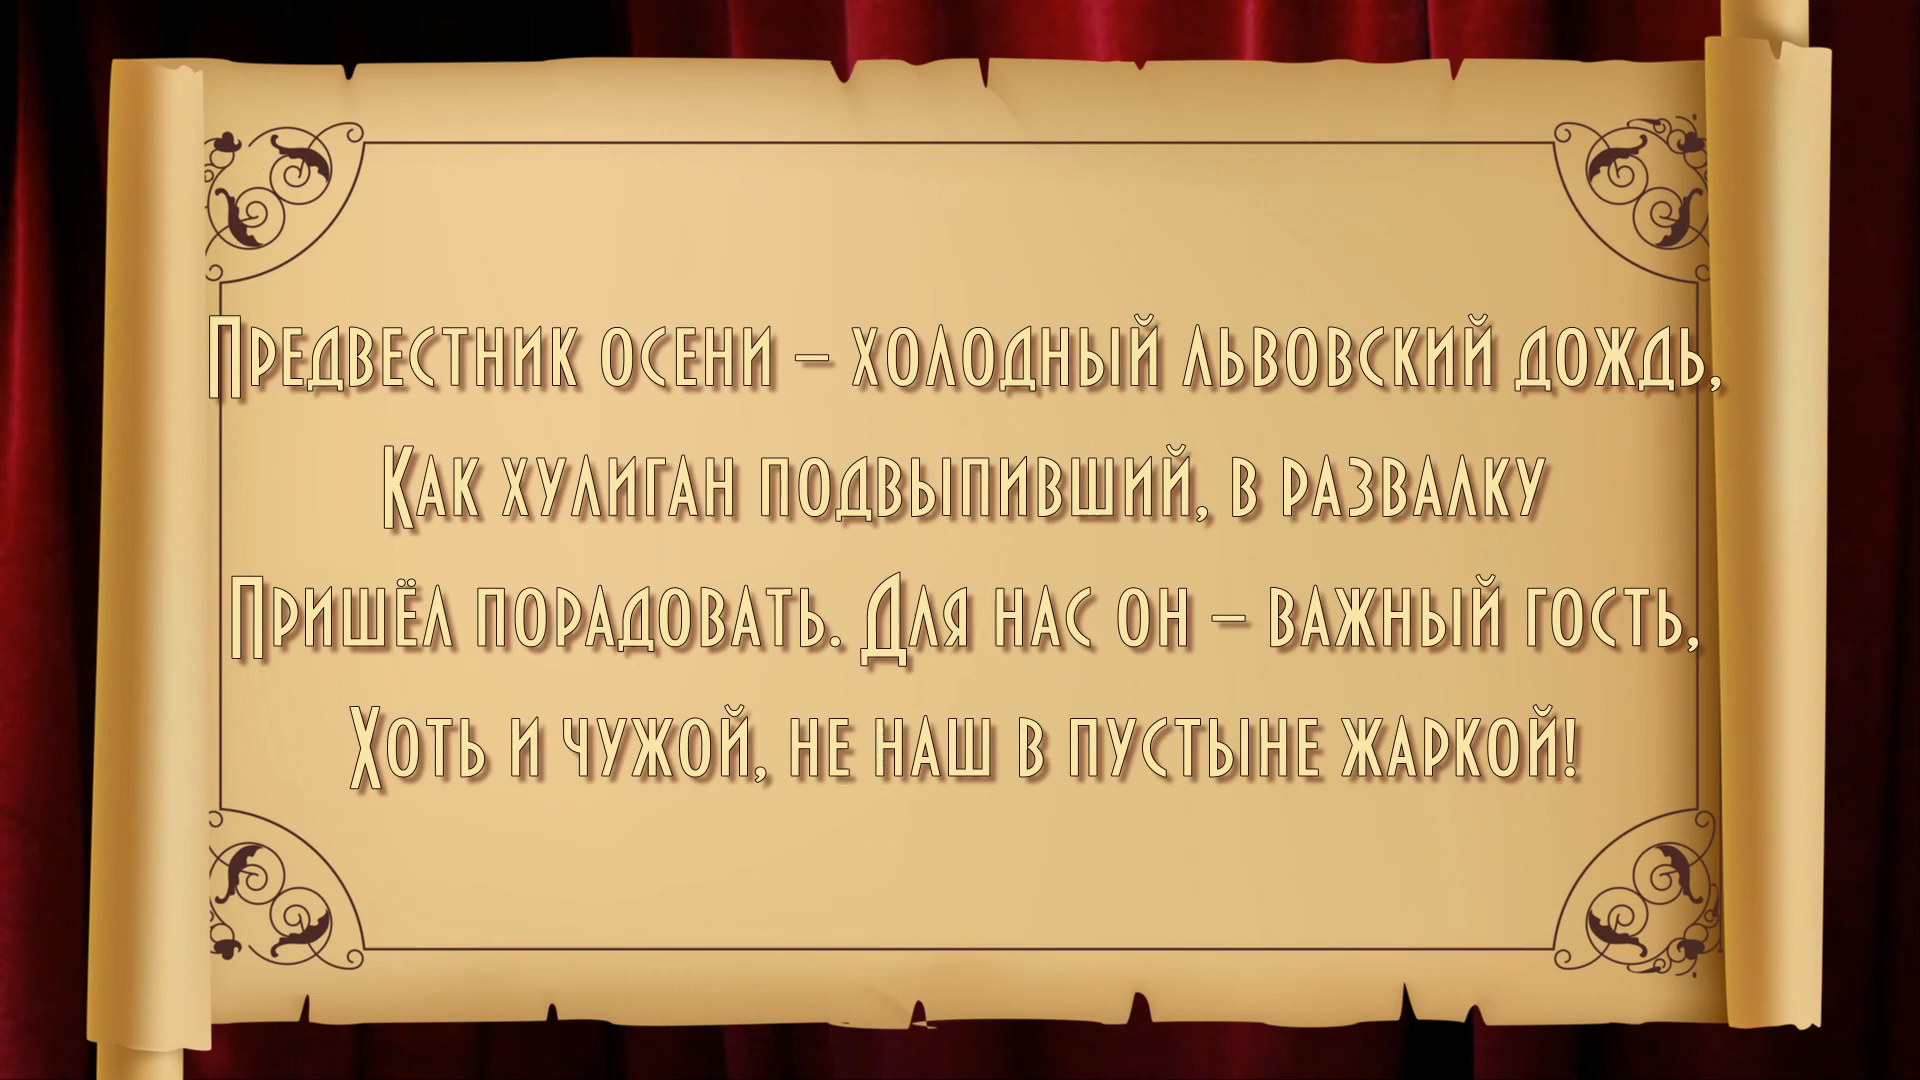 Предвестник осени – холодный львовский дождь,
Как хулиган подвыпивший, в развалку
Пришёл порадовать. Для нас он – важный гость,
Хоть и чужой, не наш в пустыне жаркой!